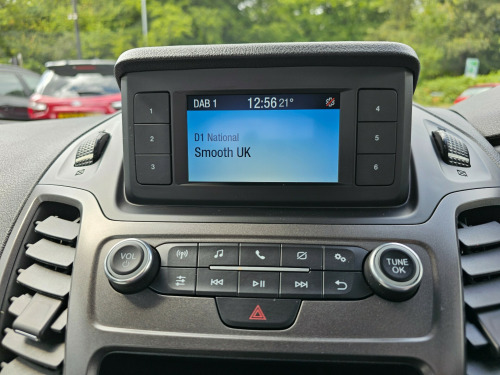 DAB 1 12:56 21°
D1 National
Smooth UK
1 4
2 5
3 6
VOL
TUNE
OK